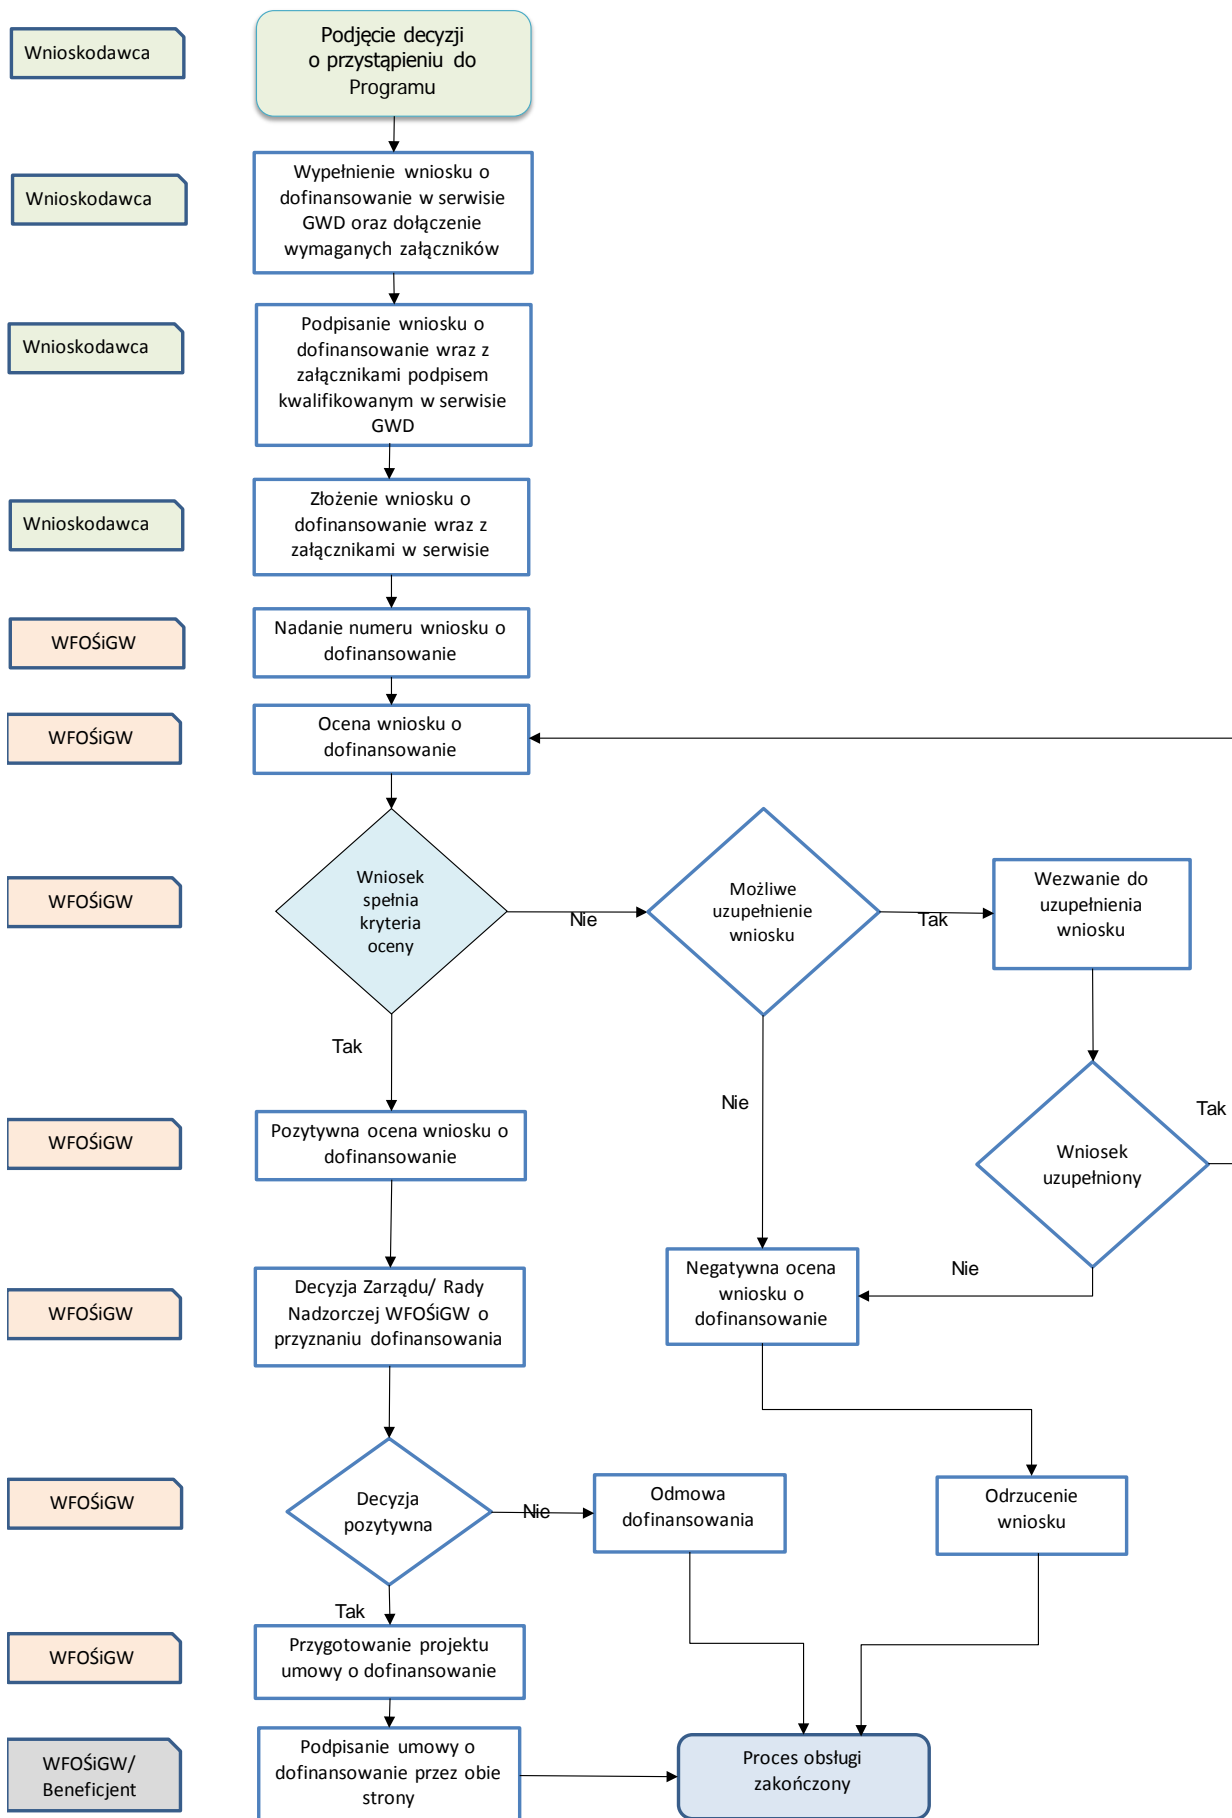 Wnioskodawca
Podjęcie decyzji
o przystąpieniu do
Programu
Wnioskodawca
Wypełnienie wniosku o
dofinansowanie w serwisie
GWD oraz dołączenie
wymaganych załączników
Wnioskodawca
Podpisanie wniosku o
dofinansowanie wraz z
załącznikami podpisem
kwalifikowanym w serwisie
GWD
Wnioskodawca
Złożenie wniosku o
dofinansowanie wraz z
załącznikami w serwisie
WFOŚiGW
Nadanie numeru wniosku o
dofinansowanie
WFOŚiGW
Ocena wniosku o
dofinansowanie
WFOŚiGW
Wniosek
spełnia
kryteria
oceny
Nie
Możliwe
uzupełnienie
wniosku
Tak
Wezwanie do
uzupełnienia
wniosku
Tak
Nie
Tak
WFOŚiGW
Pozytywna ocena wniosku o
dofinansowanie
Wniosek
uzupełniony
WFOŚiGW
Decyzja Zarządu/ Rady
Nadzorczej WFOŚiGW o
przyznaniu dofinansowania
Negatywna ocena
wniosku o
dofinansowanie
Nie
WFOŚiGW
Decyzja
pozytywna
Nie
Odmowa
dofinansowania
Odrzucenie
wniosku
Tak
WFOŚiGW
Przygotowanie projektu
umowy o dofinansowanie
WFOŚiGW/
Beneficjent
Podpisanie umowy o
dofinansowanie przez obie
strony
Proces obsługi
zakończony